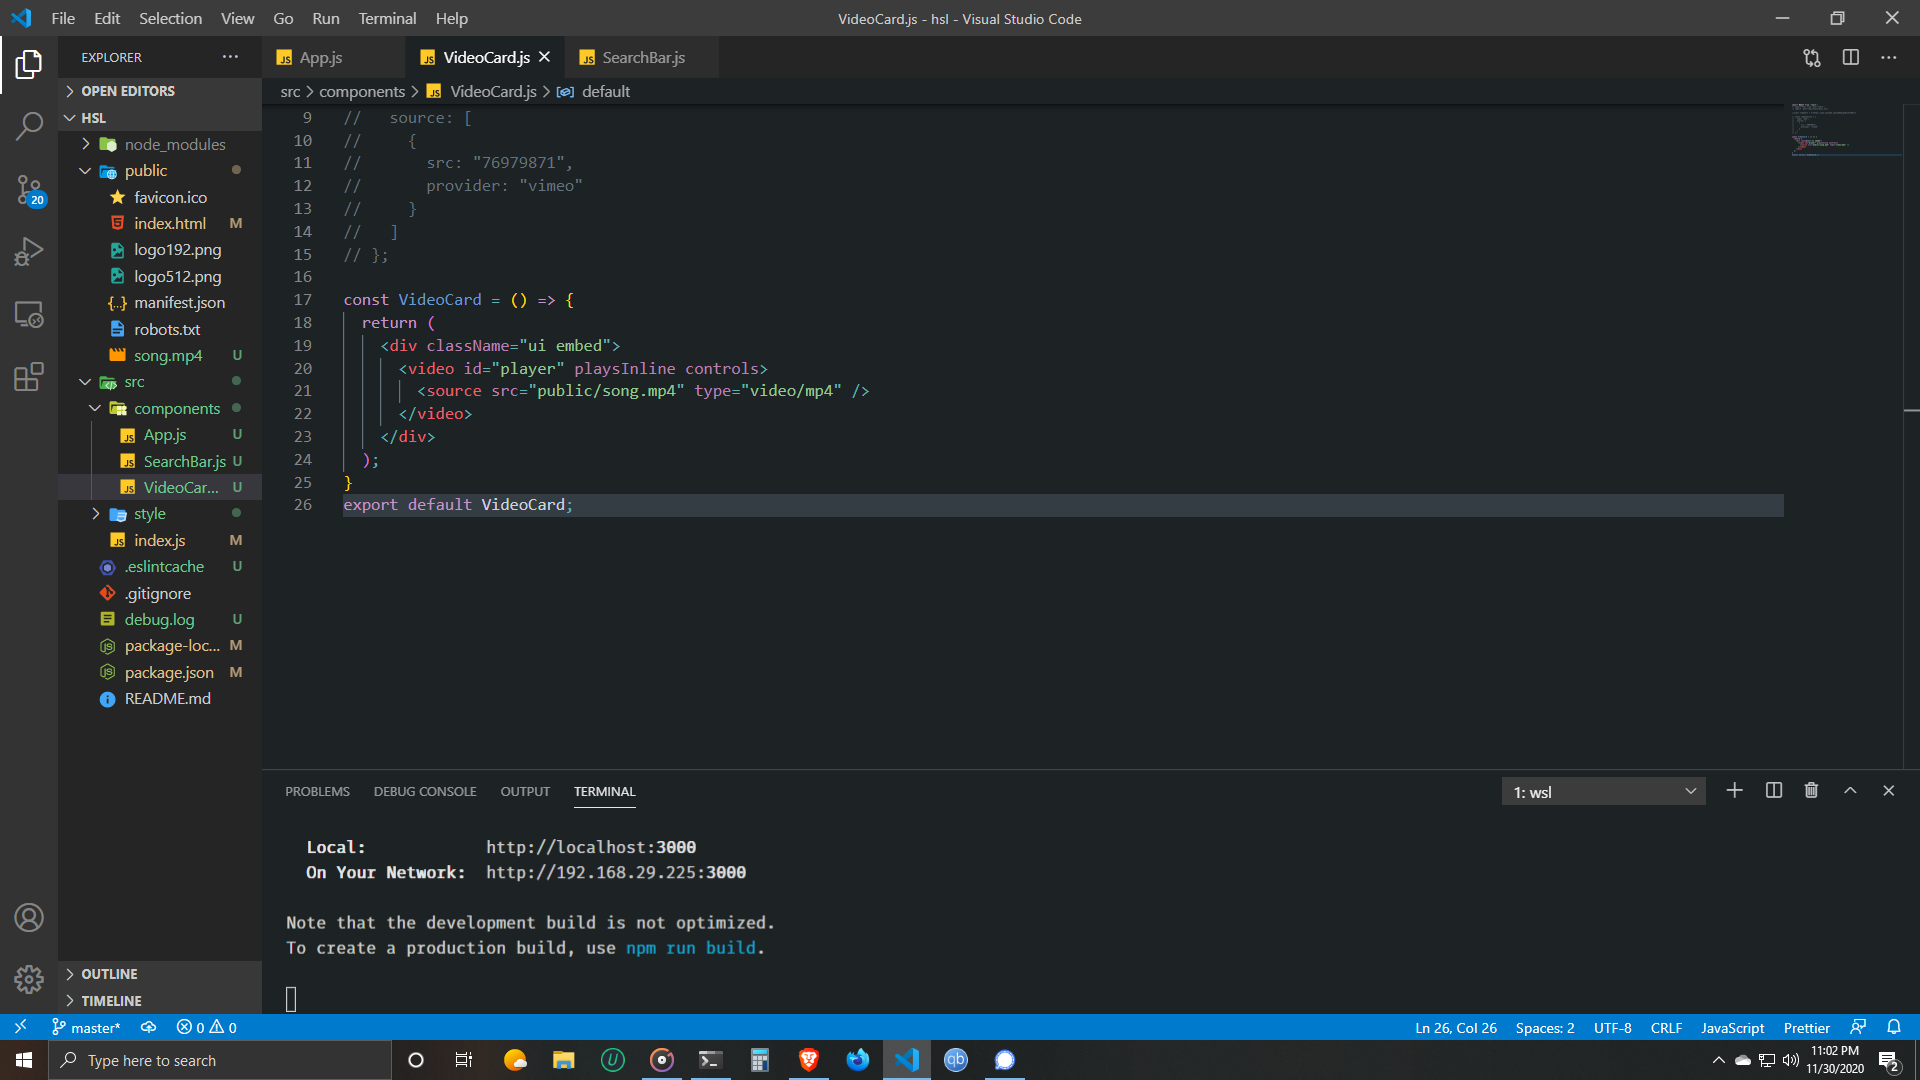 File Edit Selection View Go Run Terminal Help
VideoCard.js - hsl - Visual Studio Code
EXPLORER
App.js
VideoCard.js
SearchBar.js
src > components > VideoCard.js > default
OPEN EDITORS
HSL
node_modules
public
favicon.ico
index.html M
logo192.png
logo512.png
manifest.json
robots.txt
song.mp4 U
src
components
App.js U
SearchBar.js U
VideoCar... U
style
index.js M
.eslintcache U
.gitignore
debug.log U
package-loc... M
package.json M
README.md
OUTLINE
TIMELINE
20
9 //   source: [
10 //     {
11 //       src: "76979871",
12 //       provider: "vimeo"
13 //     }
14 //   ]
15 // };
16
17 const VideoCard = () => {
18   return (
19     <div className="ui embed">
20       <video id="player" playsInline controls>
21         <source src="public/song.mp4" type="video/mp4" />
22       </video>
23     </div>
24   );
25 }
26 export default VideoCard;
PROBLEMS DEBUG CONSOLE OUTPUT TERMINAL
1: wsl
Local: http://localhost:3000
On Your Network: http://192.168.29.225:3000
Note that the development build is not optimized.
To create a production build, use npm run build.
master* 0 0
Ln 26, Col 26 Spaces: 2 UTF-8 CRLF JavaScript Prettier
Type here to search
qb
11:02 PM
11/30/2020
2